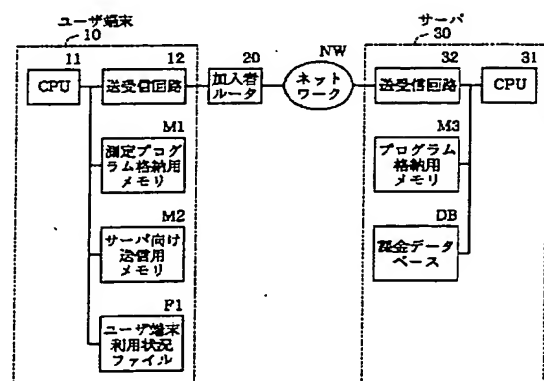 ユーザ端末
10
サーバ
30
11
12
20
NW
32
31
CPU
送受信回路
加入者
ルータ
ネット
ワーク
送受信回路
CPU
M1
測定プログ
ラム格納用
メモリ
M3
プログラム
格納用
メモリ
M2
サーバ向け
送信用
メモリ
DB
課金データ
ベース
F1
ユーザ端末
利用状況
ファイル